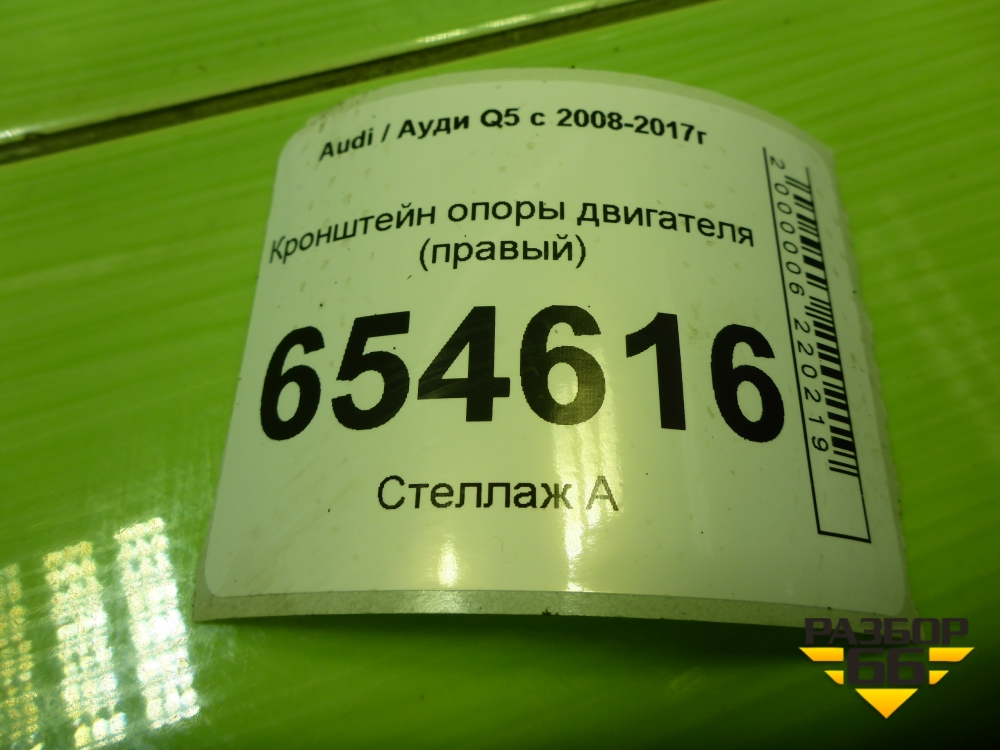 Audi / Ауди Q5 с 2008-2017г
Кронштейн опоры двигателя
(правый)
654616
Стеллаж А
2000006220219
РАЗБОР
66